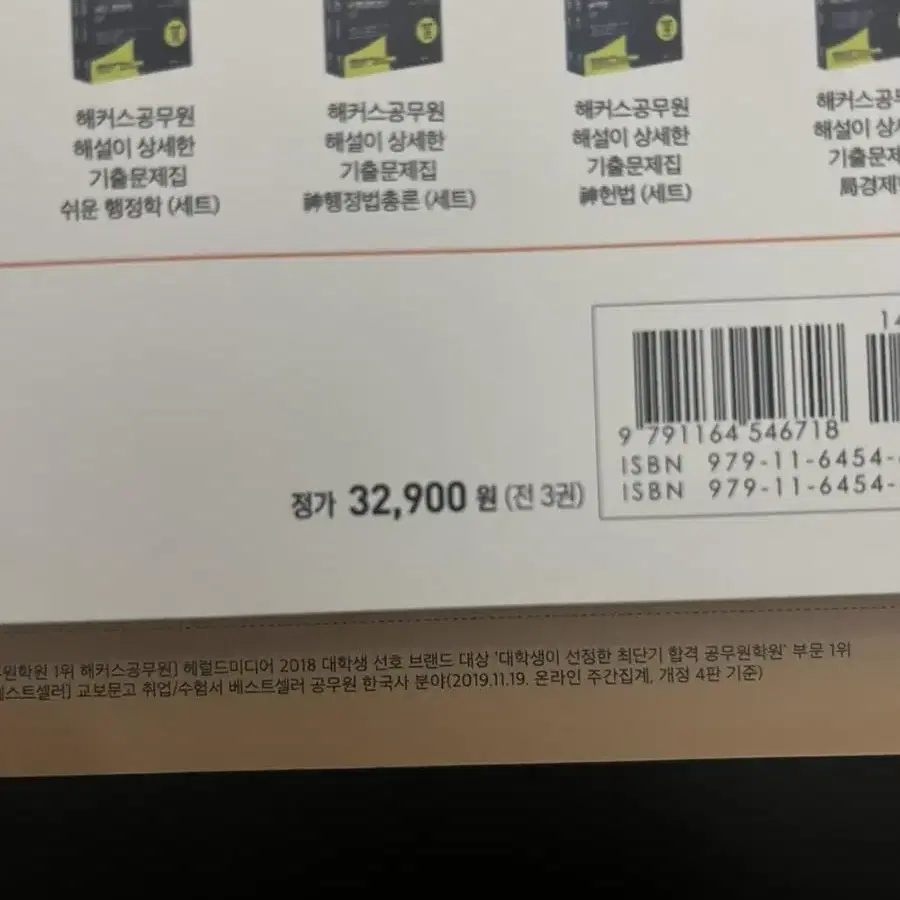 해커스공무원
해설이 상세한
기출문제집
쉬운 행정학 (세트)
해커스공무원
해설이 상세한
기출문제집
神행정법총론 (세트)
해커스공무원
해설이 상세한
기출문제집
神헌법 (세트)
해커스공무
해설이 상세
기출문제
局경제
14
9 791164 546718
ISBN 979-11-6454-
ISBN 979-11-6454-
정가 32,900 원 (전 3권)
무원학원 1위 해커스공무원] 헤럴드미디어 2018 대학생 선호 브랜드 대상 '대학생이 선정한 최단기 합격 공무원학원' 부문 1위
베스트셀러] 교보문고 취업/수험서 베스트셀러 공무원 한국사 분야(2019.11.19. 온라인 주간집계, 개정 4판 기준)